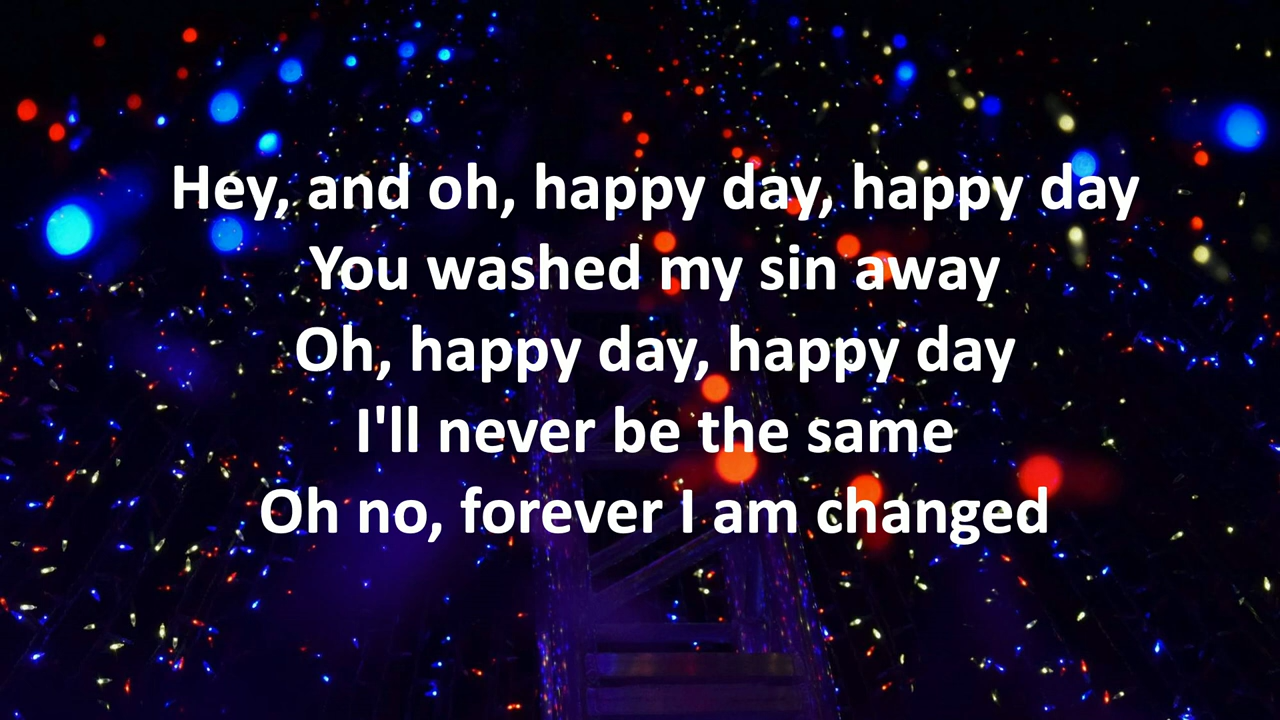 Hey, and oh, happy day, happy day
You washed my sin away
Oh, happy day, happy day
I'll never be the same
Oh no, forever I am changed